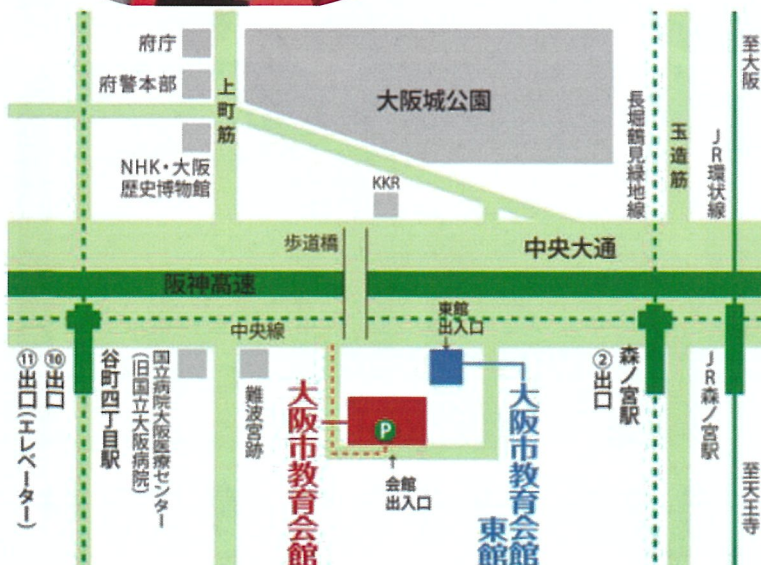 府庁
府警本部
上町筋
大阪城公園
長堀鶴見緑地線
玉造筋
JR環状線
至大阪
NHK・大阪
歴史博物館
KKR
歩道橋
中央大通
阪神高速
中央線
東館
出入口
⑪出口(エレベーター)
⑩出口
谷町四丁目駅
国立病院大阪医療センター
(旧国立大阪病院)
難波宮跡
大阪市教育会館
P
会館
出入口
大阪市教育会館
東館
②出口
森ノ宮駅
JR森ノ宮駅
至天王寺